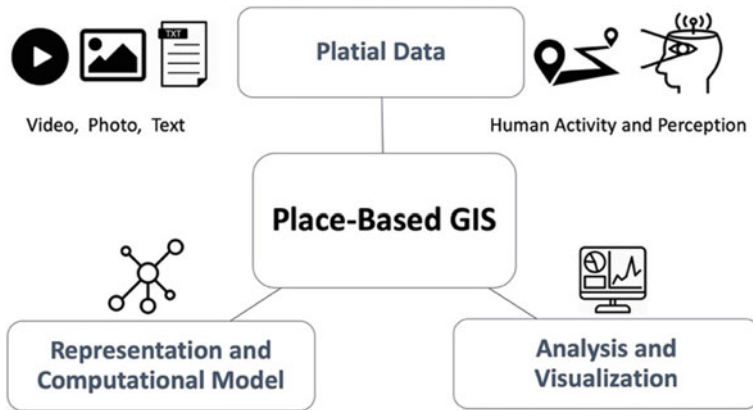 TXT
Platial Data
Video, Photo, Text
Human Activity and Perception
Place-Based GIS
Representation and
Computational Model
Analysis and
Visualization